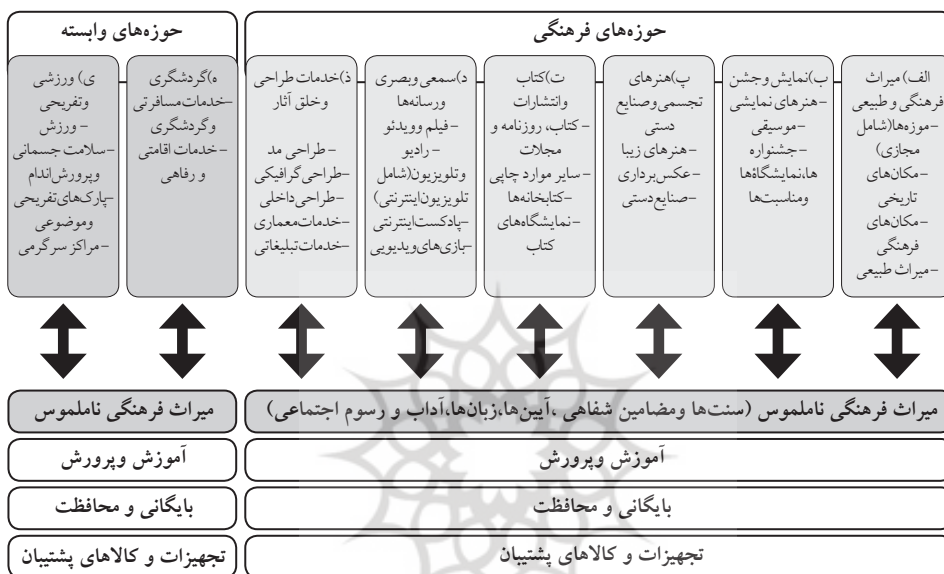 حوزه‌های فرهنگی
الف) میراث
فرهنگی و طبیعی
-موزه‌ها(شامل
مجازی)
-مکان‌های
تاریخی
-مکان‌های
فرهنگی
-میراث طبیعی
ب)نمایش وجشن
-هنرهای نمایشی
-موسیقی
-جشنواره
ها،نمایشگاه‌ها
ومناسبت‌ها
پ)هنرهای
تجسمی وصنایع
دستی
-هنرهای زیبا
-عکس‌برداری
-صنایع‌دستی
ت)کتاب
وانتشارات
-کتاب، روزنامه و
مجلات
-سایر موارد چاپی
-کتابخانه‌ها
-نمایشگاه‌های
کتاب
د)سمعی وبصری
ورسانه‌ها
-فیلم وویدئو
-رادیو
وتلویزیون(شامل
تلویزیون‌اینترنتی)
-پادکست‌اینترنتی
-بازی‌های‌ویدیویی
ذ)خدمات طراحی
وخلق آثار
- طراحی مد
-طراحی‌گرافیکی
-طراحی‌داخلی
-خدمات‌معماری
-خدمات‌تبلیغاتی
حوزه‌های وابسته
ه)گردشگری
-خدمات‌مسافرتی
وگردشگری
-خدمات اقامتی
و رفاهی
ی) ورزشی
وتفریحی
- ورزش
-سلامت جسمانی
وپرورش‌اندام
-پارک‌های‌تفریحی
وموضوعی
-مراکز سرگرمی
میراث فرهنگی ناملموس (سنت‌ها ومضامین شفاهی ،آیین‌ها،زبان‌ها،آداب و رسوم اجتماعی)
میراث فرهنگی ناملموس
آموزش وپرورش
آموزش وپرورش
بایگانی و محافظت
بایگانی و محافظت
تجهیزات و کالاهای پشتیبان
تجهیزات و کالاهای پشتیبان